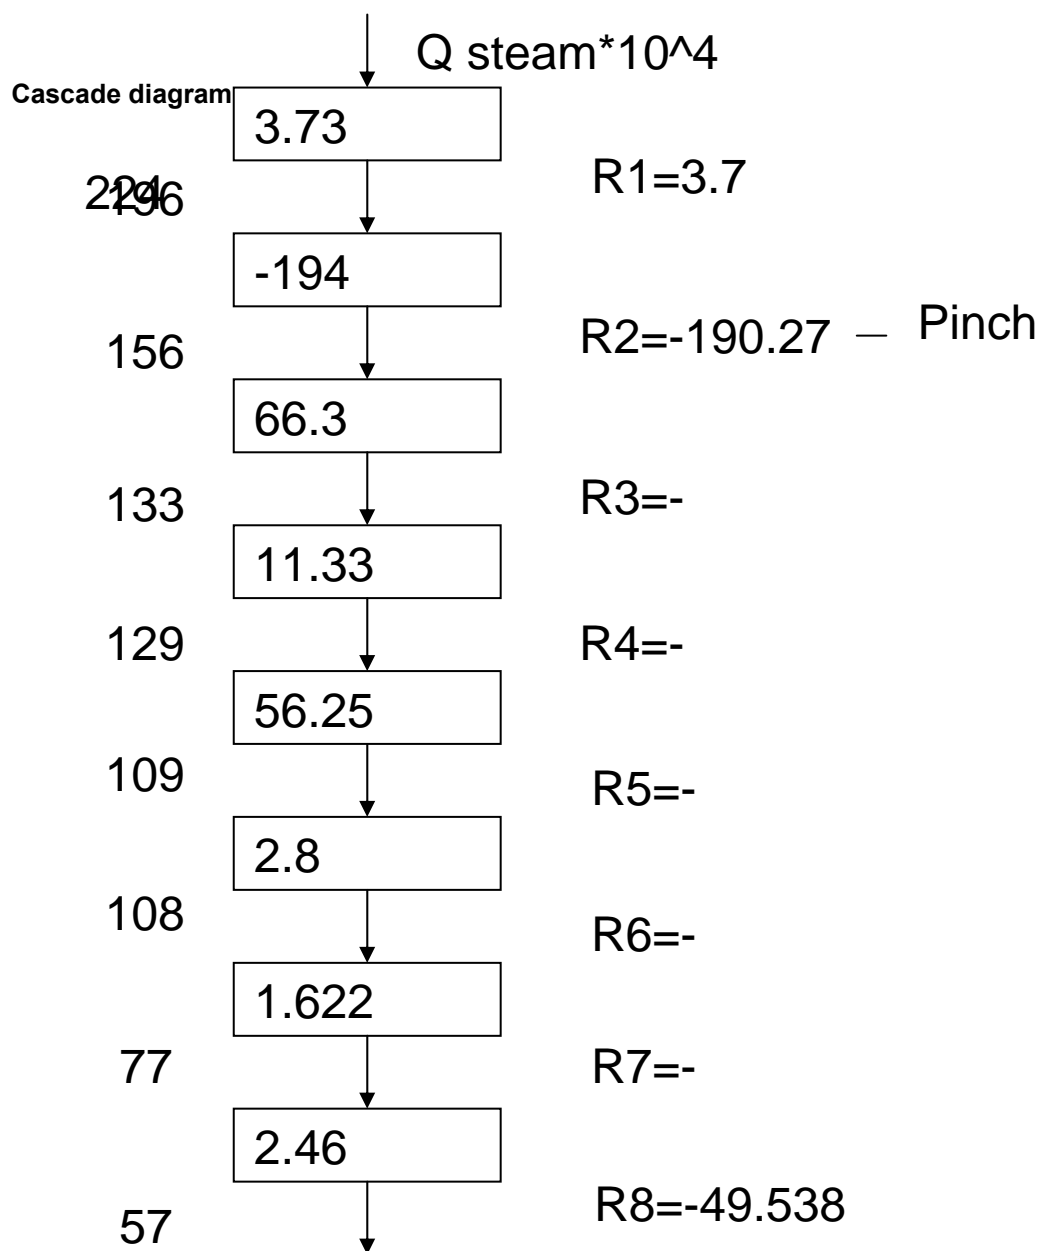 Q steam*10^4
Cascade diagram
3.73
224
196
R1=3.7
-194
156
R2=-190.27 – Pinch
66.3
133
R3=-
11.33
129
R4=-
56.25
109
R5=-
2.8
108
R6=-
1.622
77
R7=-
2.46
57
R8=-49.538